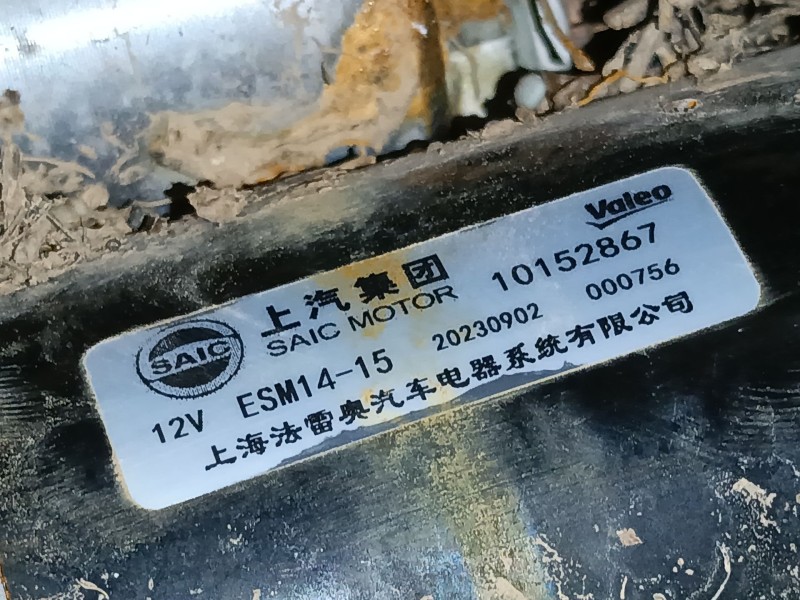 Valeo
SAIC
上汽集团
SAIC MOTOR
10152867
12V ESM14-15 20230902 000756
上海法雷奥汽车电器系统有限公司